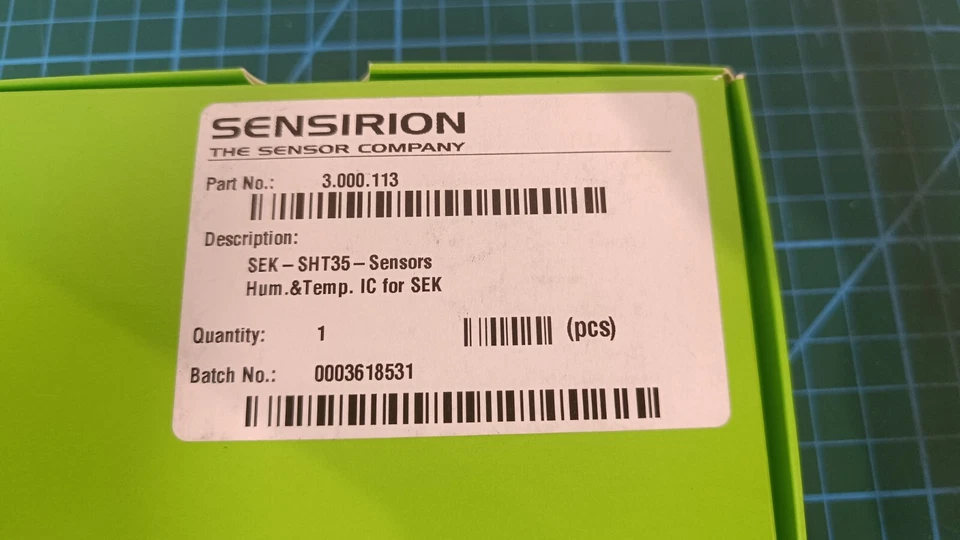 SENSIRION
THE SENSOR COMPANY
Part No.: 3.000.113
Description:
SEK – SHT35 – Sensors
Hum.&Temp. IC for SEK
Quantity: 1 (pcs)
Batch No.: 0003618531